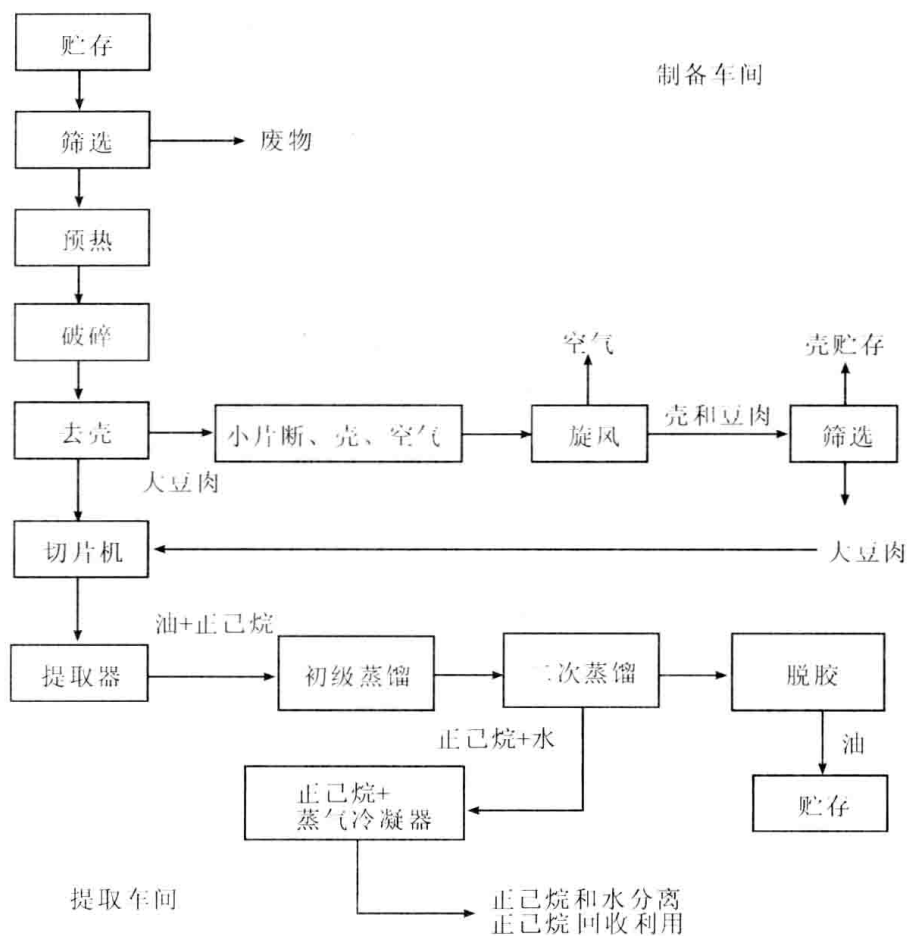 贮存
制备车间
筛选
废物
预热
破碎
空气
壳贮存
去壳
小片断、壳、空气
旋风
壳和豆肉
筛选
大豆肉
切片机
大豆肉
油+正己烷
提取器
初级蒸馏
二次蒸馏
脱胶
正己烷+水
油
正己烷+
蒸气冷凝器
贮存
提取车间
正己烷和水分离
正己烷回收利用